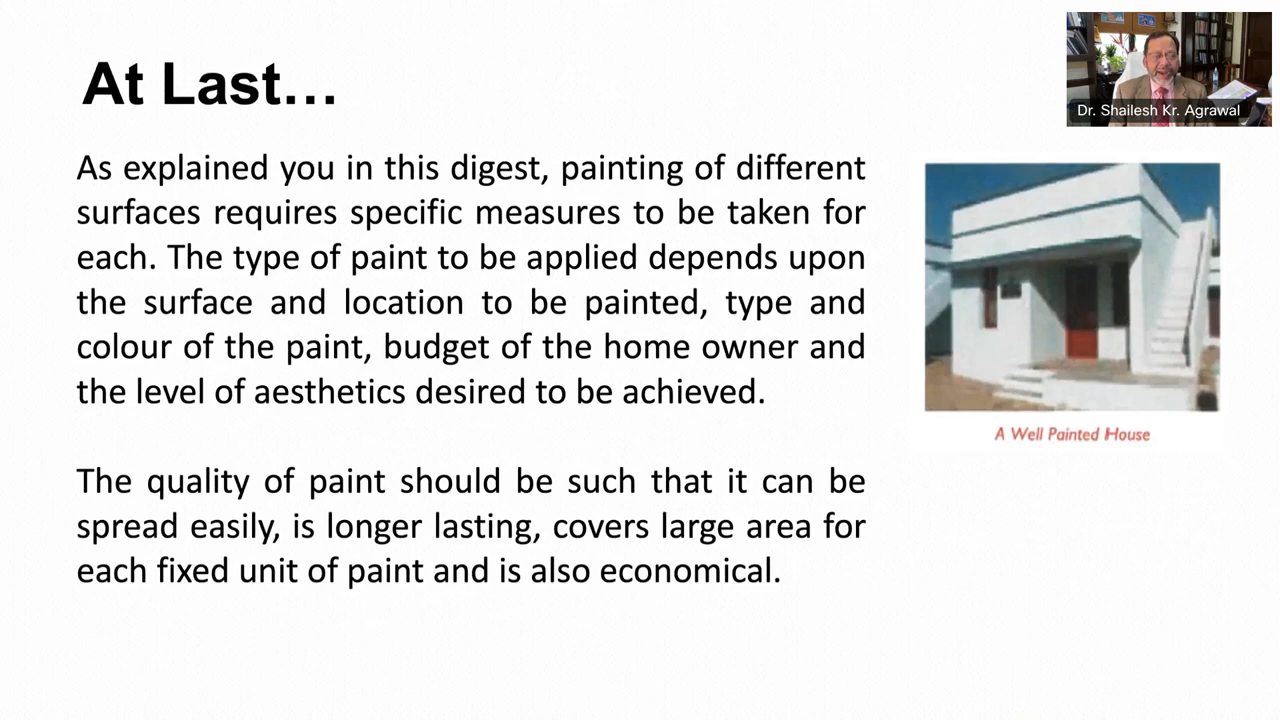 At Last...
Dr. Shailesh Kr. Agrawal
As explained you in this digest, painting of different
surfaces requires specific measures to be taken for
each. The type of paint to be applied depends upon
the surface and location to be painted, type and
colour of the paint, budget of the home owner and
the level of aesthetics desired to be achieved.
The quality of paint should be such that it can be
spread easily, is longer lasting, covers large area for
each fixed unit of paint and is also economical.
A Well Painted House